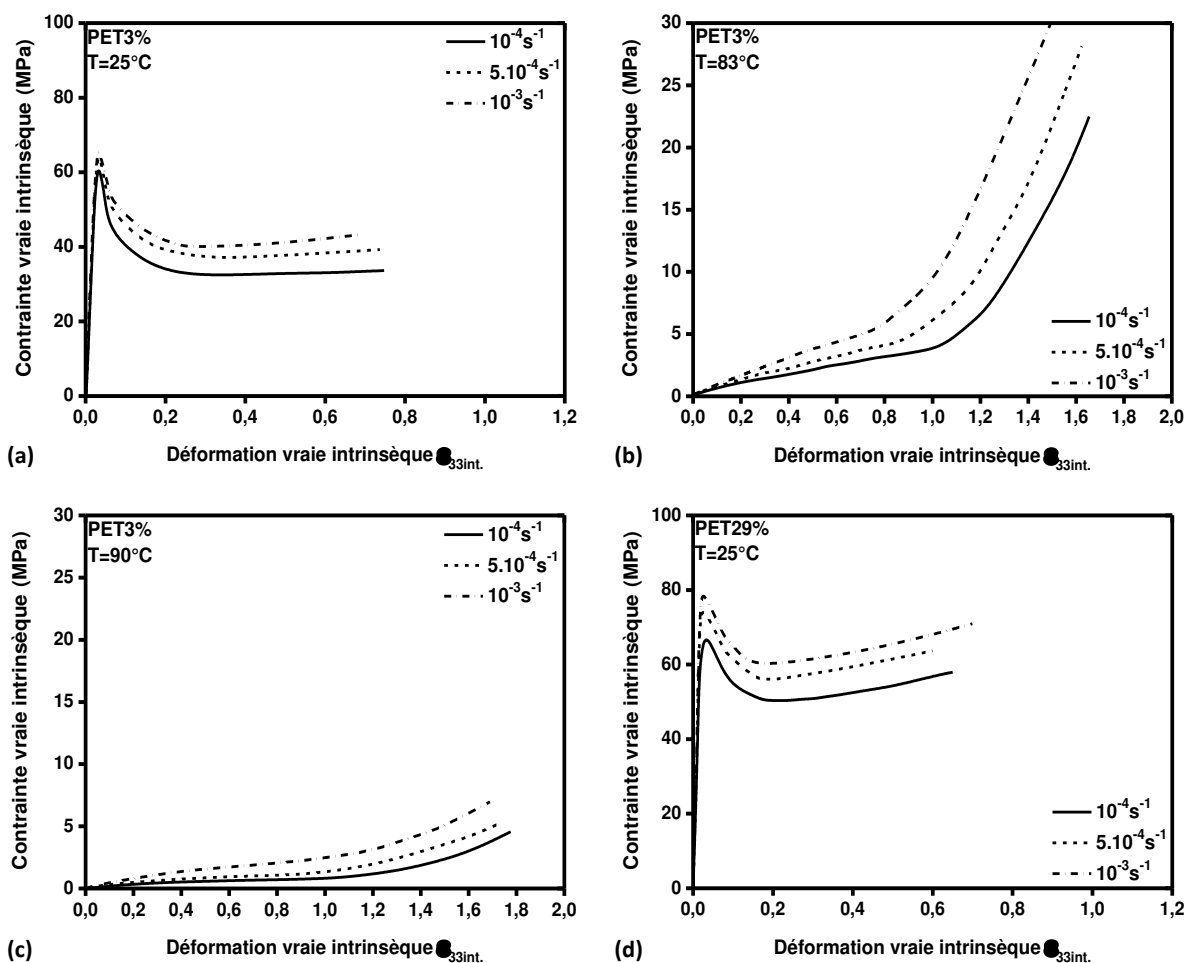 PET3%
T=25°C
10⁻⁴s⁻¹
5.10⁻⁴s⁻¹
10⁻³s⁻¹
Contrainte vraie intrinsèque (MPa)
100
80
60
40
20
0
0,0 0,2 0,4 0,6 0,8 1,0 1,2
(a) Déformation vraie intrinsèque ε33int.
PET3%
T=83°C
10⁻⁴s⁻¹
5.10⁻⁴s⁻¹
10⁻³s⁻¹
Contrainte vraie intrinsèque (MPa)
30
25
20
15
10
5
0
0,0 0,2 0,4 0,6 0,8 1,0 1,2 1,4 1,6 1,8 2,0
(b) Déformation vraie intrinsèque ε33int.
PET3%
T=90°C
10⁻⁴s⁻¹
5.10⁻⁴s⁻¹
10⁻³s⁻¹
Contrainte vraie intrinsèque (MPa)
30
25
20
15
10
5
0
0,0 0,2 0,4 0,6 0,8 1,0 1,2 1,4 1,6 1,8 2,0
(c) Déformation vraie intrinsèque ε33int.
PET29%
T=25°C
10⁻⁴s⁻¹
5.10⁻⁴s⁻¹
10⁻³s⁻¹
Contrainte vraie intrinsèque (MPa)
100
80
60
40
20
0
0,0 0,2 0,4 0,6 0,8 1,0 1,2
(d) Déformation vraie intrinsèque ε33int.